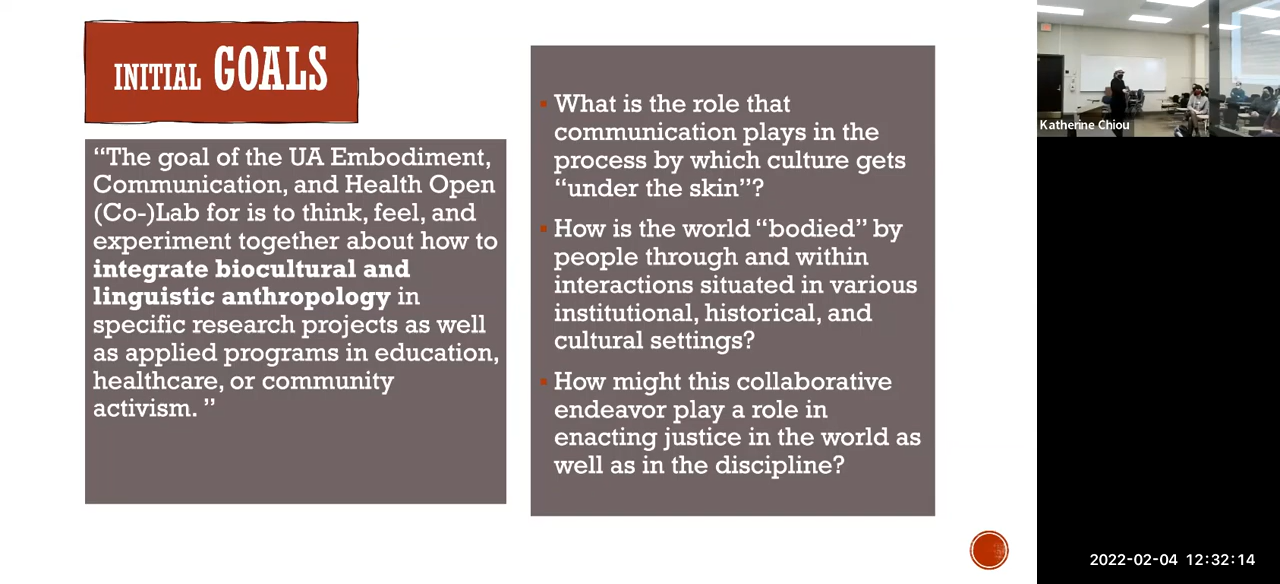 INITIAL GOALS
“The goal of the UA Embodiment,
Communication, and Health Open
(Co-)Lab for is to think, feel, and
experiment together about how to
integrate biocultural and
linguistic anthropology in
specific research projects as well
as applied programs in education,
healthcare, or community
activism. ”
▪ What is the role that
communication plays in the
process by which culture gets
“under the skin”?
▪ How is the world “bodied” by
people through and within
interactions situated in various
institutional, historical, and
cultural settings?
▪ How might this collaborative
endeavor play a role in
enacting justice in the world as
well as in the discipline?
Katherine Chiou
2022-02-04 12:32:14